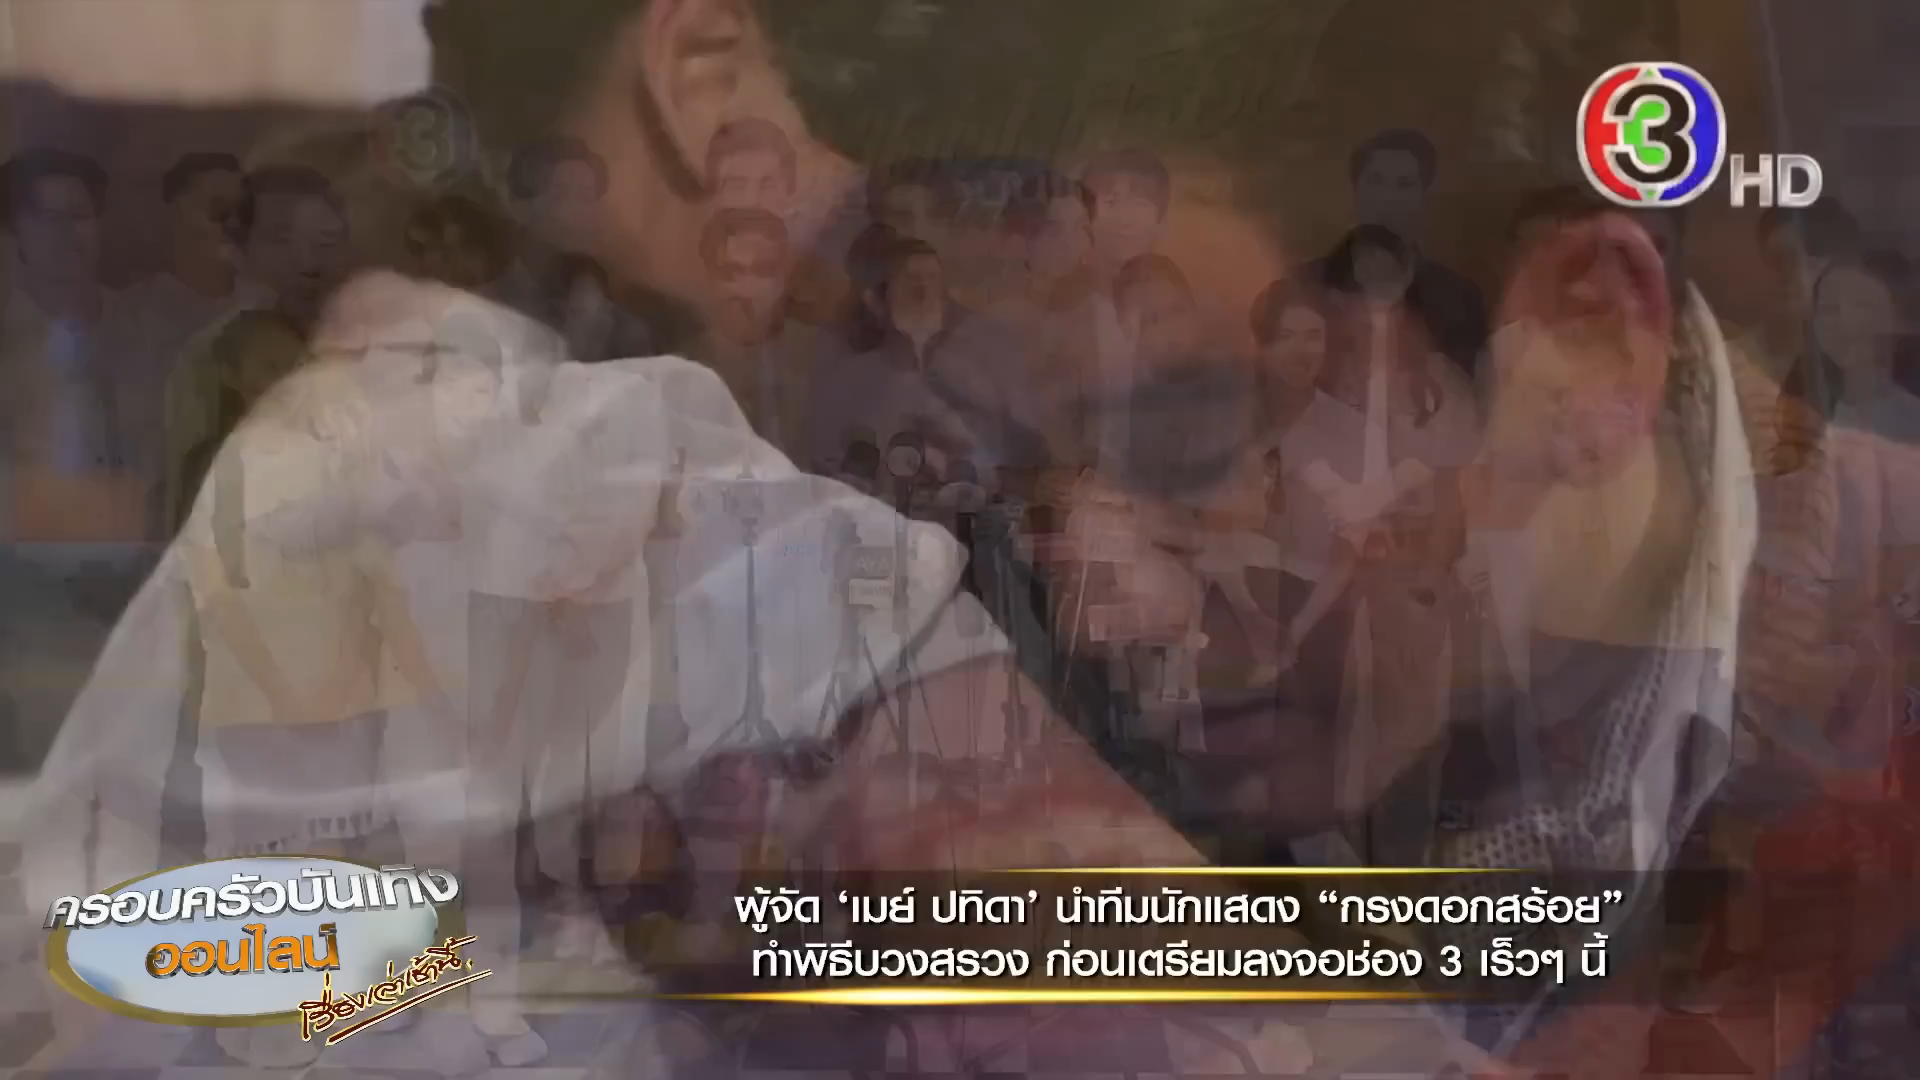 3 HD
ครอบครัวบันเทิง
ออนไลน์
เรื่องเล่าเช้านี้
ผู้จัด ‘เมย์ ปทิดา’ นำทีมนักแสดง “กรงดอกสร้อย”
ทำพิธีบวงสรวง ก่อนเตรียมลงจอช่อง 3 เร็วๆ นี้